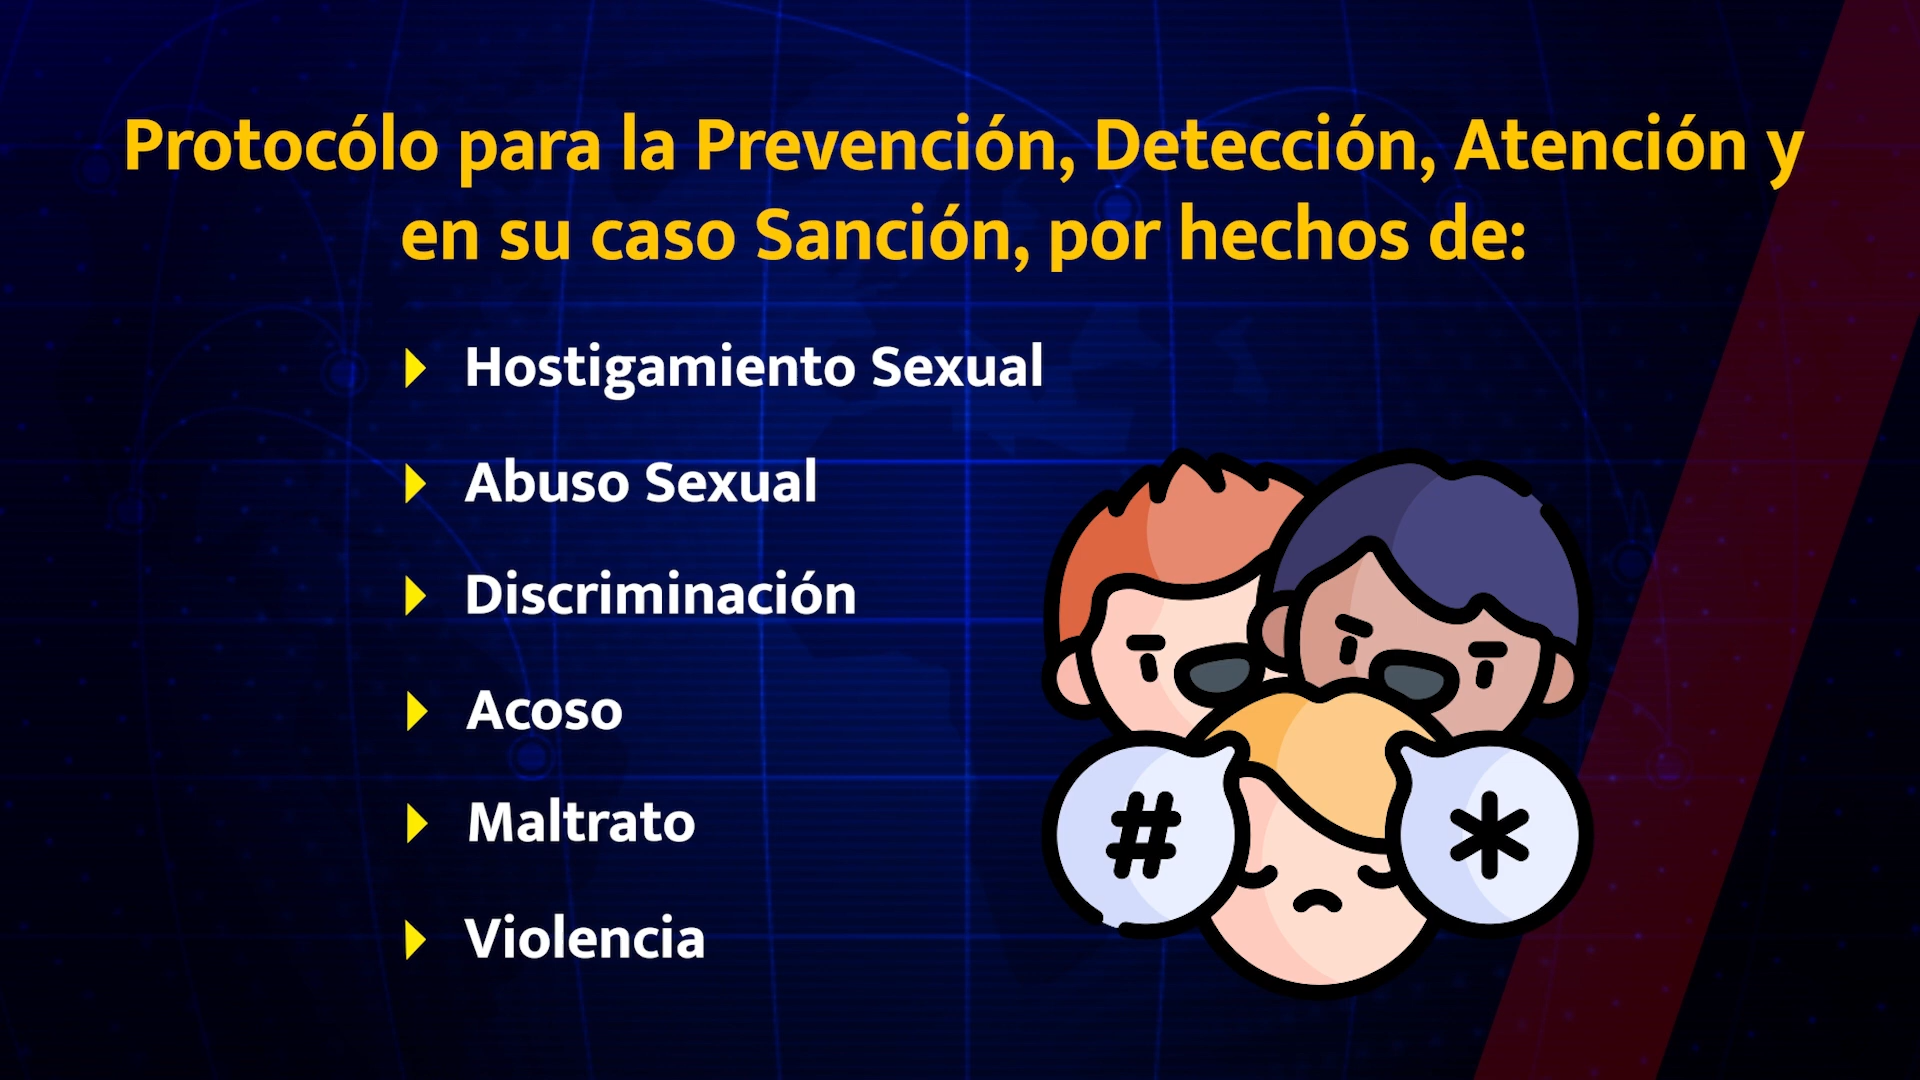 Protocólo para la Prevención, Detección, Atención y
en su caso Sanción, por hechos de:
Hostigamiento Sexual
Abuso Sexual
Discriminación
Acoso
Maltrato
Violencia
# *